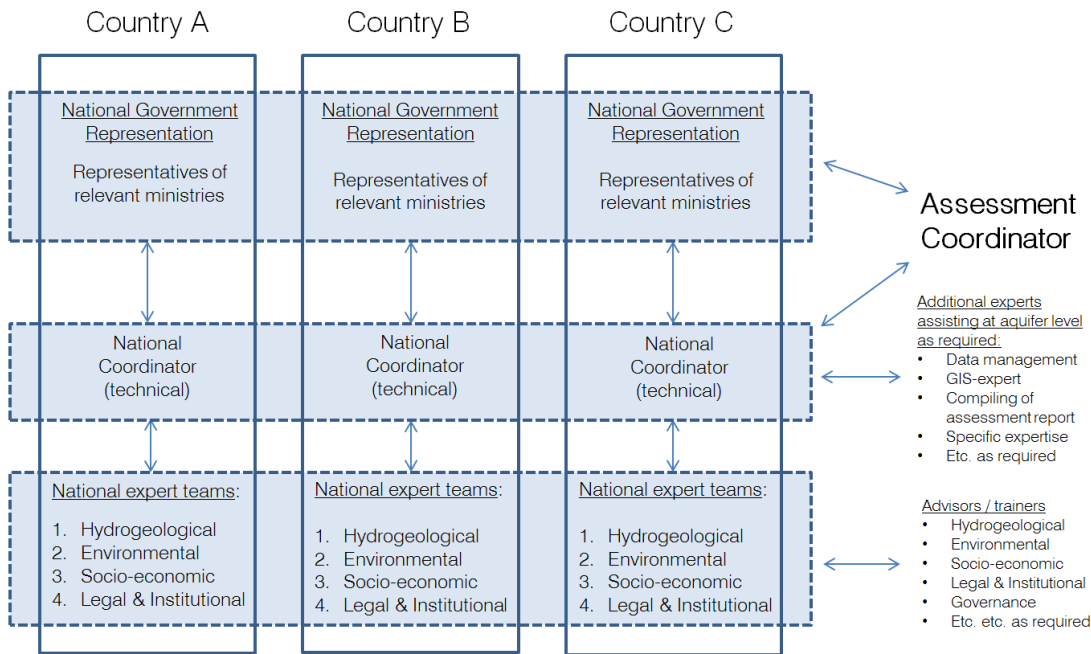 Country A
Country B
Country C
National Government
Representation
Representatives of
relevant ministries
National Government
Representation
Representatives of
relevant ministries
National Government
Representation
Representatives of
relevant ministries
Assessment
Coordinator
National
Coordinator
(technical)
National
Coordinator
(technical)
National
Coordinator
(technical)
Additional experts
assisting at aquifer level
as required:
• Data management
• GIS-expert
• Compiling of
assessment report
• Specific expertise
• Etc. as required
National expert teams:
1. Hydrogeological
2. Environmental
3. Socio-economic
4. Legal & Institutional
National expert teams:
1. Hydrogeological
2. Environmental
3. Socio-economic
4. Legal & Institutional
National expert teams:
1. Hydrogeological
2. Environmental
3. Socio-economic
4. Legal & Institutional
Advisors / trainers
• Hydrogeological
• Environmental
• Socio-economic
• Legal & Institutional
• Governance
• Etc. etc. as required